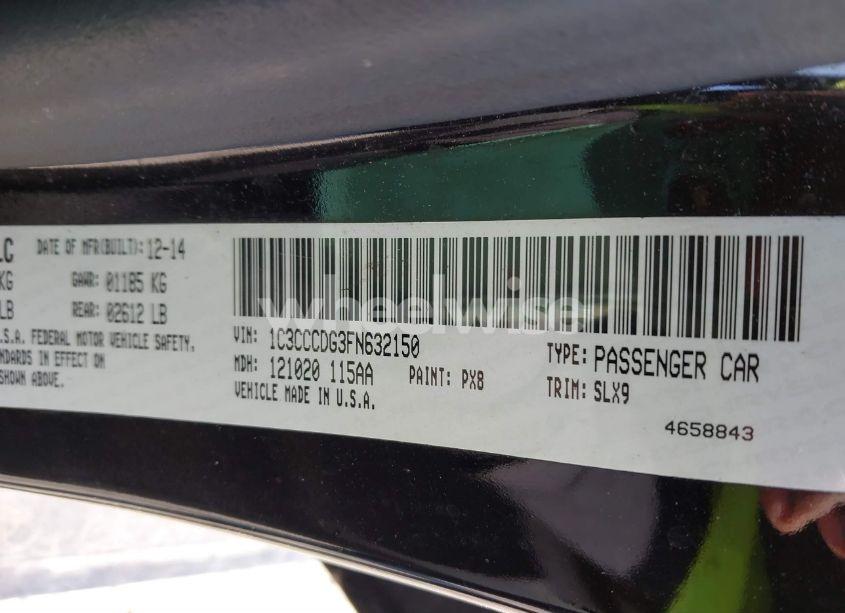 LC DATE OF MFR(BUILT): 12-14
KG GAWR: 01185 KG
LB REAR: 02612 LB
.S.A. FEDERAL MOTOR VEHICLE SAFETY,
NDARDS IN EFFECT ON
SHOWN ABOVE.
wheelwise
VIN: 1C3CCCDG3FN632150
MDH: 121020 115AA PAINT: PX8
VEHICLE MADE IN U.S.A.
TYPE: PASSENGER CAR
TRIM: SLX9
4658843